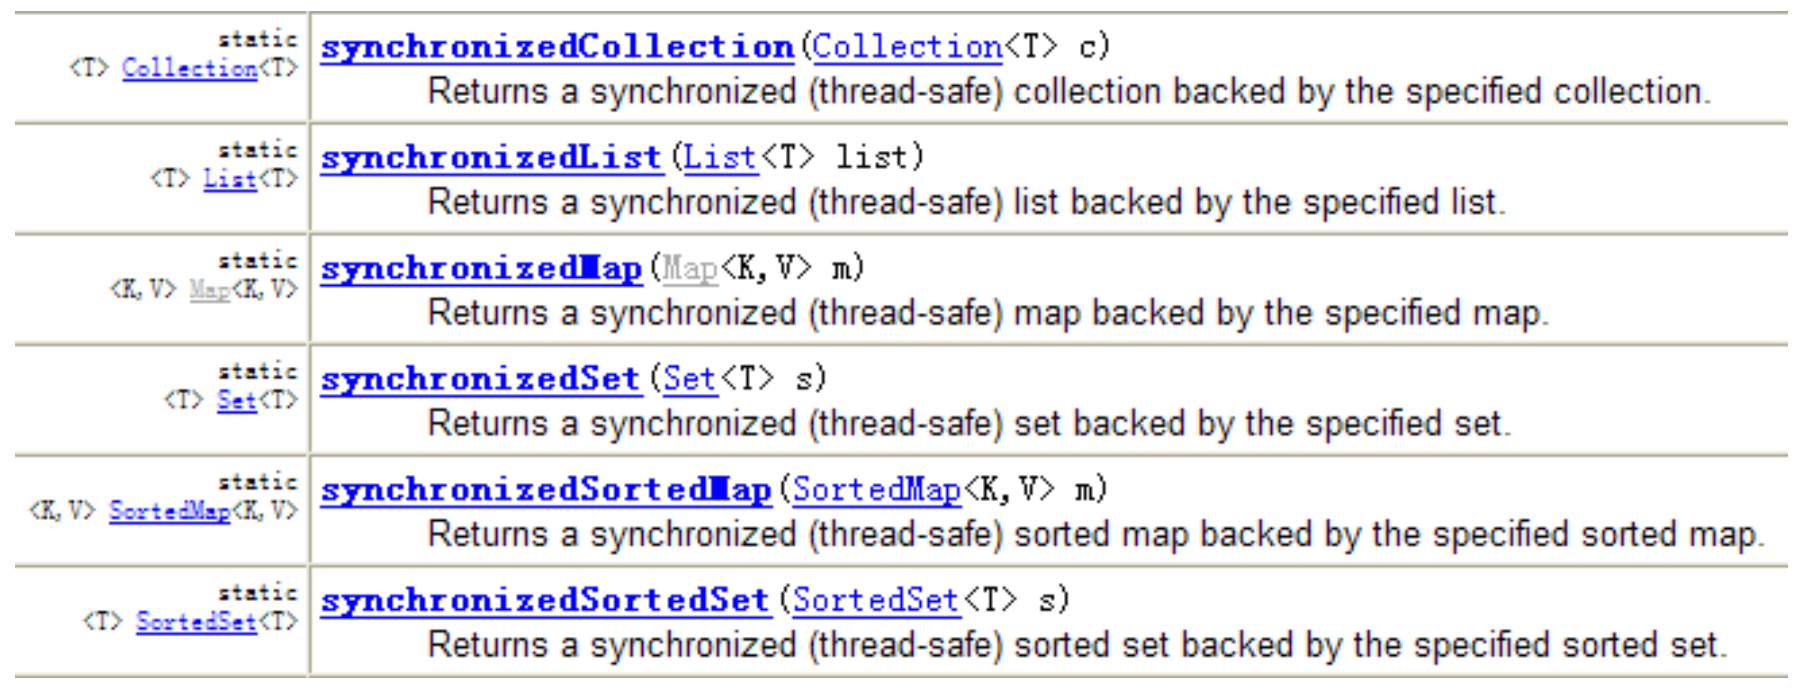 static
<T> Collection<T>
synchronizedCollection(Collection<T> c)
Returns a synchronized (thread-safe) collection backed by the specified collection.
static
<T> List<T>
synchronizedList(List<T> list)
Returns a synchronized (thread-safe) list backed by the specified list.
static
<K,V> Map<K,V>
synchronizedMap(Map<K,V> m)
Returns a synchronized (thread-safe) map backed by the specified map.
static
<T> Set<T>
synchronizedSet(Set<T> s)
Returns a synchronized (thread-safe) set backed by the specified set.
static
<K,V> SortedMap<K,V>
synchronizedSortedMap(SortedMap<K,V> m)
Returns a synchronized (thread-safe) sorted map backed by the specified sorted map.
static
<T> SortedSet<T>
synchronizedSortedSet(SortedSet<T> s)
Returns a synchronized (thread-safe) sorted set backed by the specified sorted set.